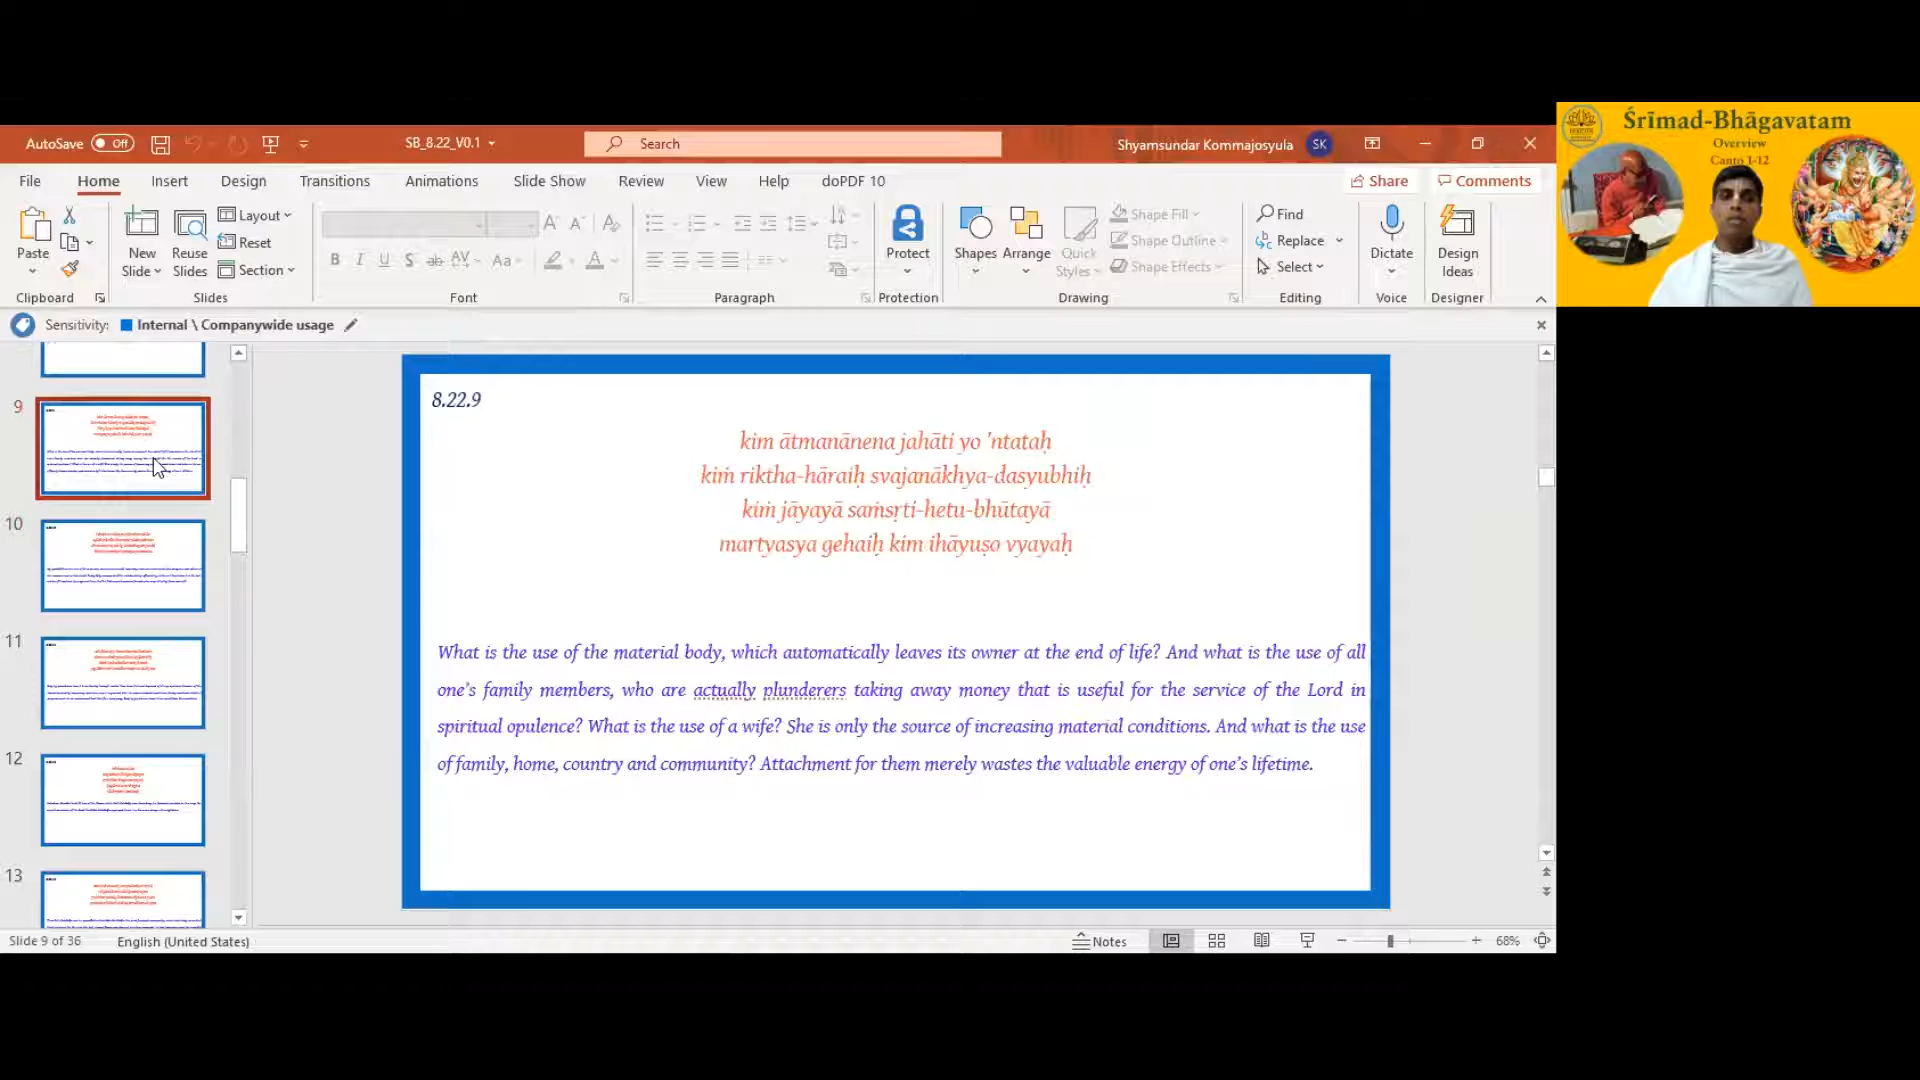 AutoSave Off
SB_8.22_V0.1
Search
Shyamsundar Kommajosyula SK
File Home Insert Design Transitions Animations Slide Show Review View Help doPDF 10 Share Comments
Paste
Clipboard
New Slide
Reuse Slides
Layout
Reset
Section
Slides
B I U S ab AV Aa A
Font
Paragraph
Protect
Protection
Shapes
Arrange
Quick Styles
Shape Fill
Shape Outline
Shape Effects
Drawing
Find
Replace
Select
Editing
Dictate
Voice
Design Ideas
Designer
Sensitivity: Internal \ Companywide usage
9
10
11
12
13
8.22.9
kim ātmanānena jahāti yo 'ntataḥ
kiṁ riktha-hāraiḥ svajanākhya-dasyubhiḥ
kiṁ jāyayā saṁsṛti-hetu-bhūtayā
martyasya gehaiḥ kim ihāyuṣo vyayaḥ
What is the use of the material body, which automatically leaves its owner at the end of life? And what is the use of all
one's family members, who are actually plunderers taking away money that is useful for the service of the Lord in
spiritual opulence? What is the use of a wife? She is only the source of increasing material conditions. And what is the use
of family, home, country and community? Attachment for them merely wastes the valuable energy of one's lifetime.
Slide 9 of 36
English (United States)
Notes
68%
Śrīmad-Bhāgavatam
Overview
Canto 1-12